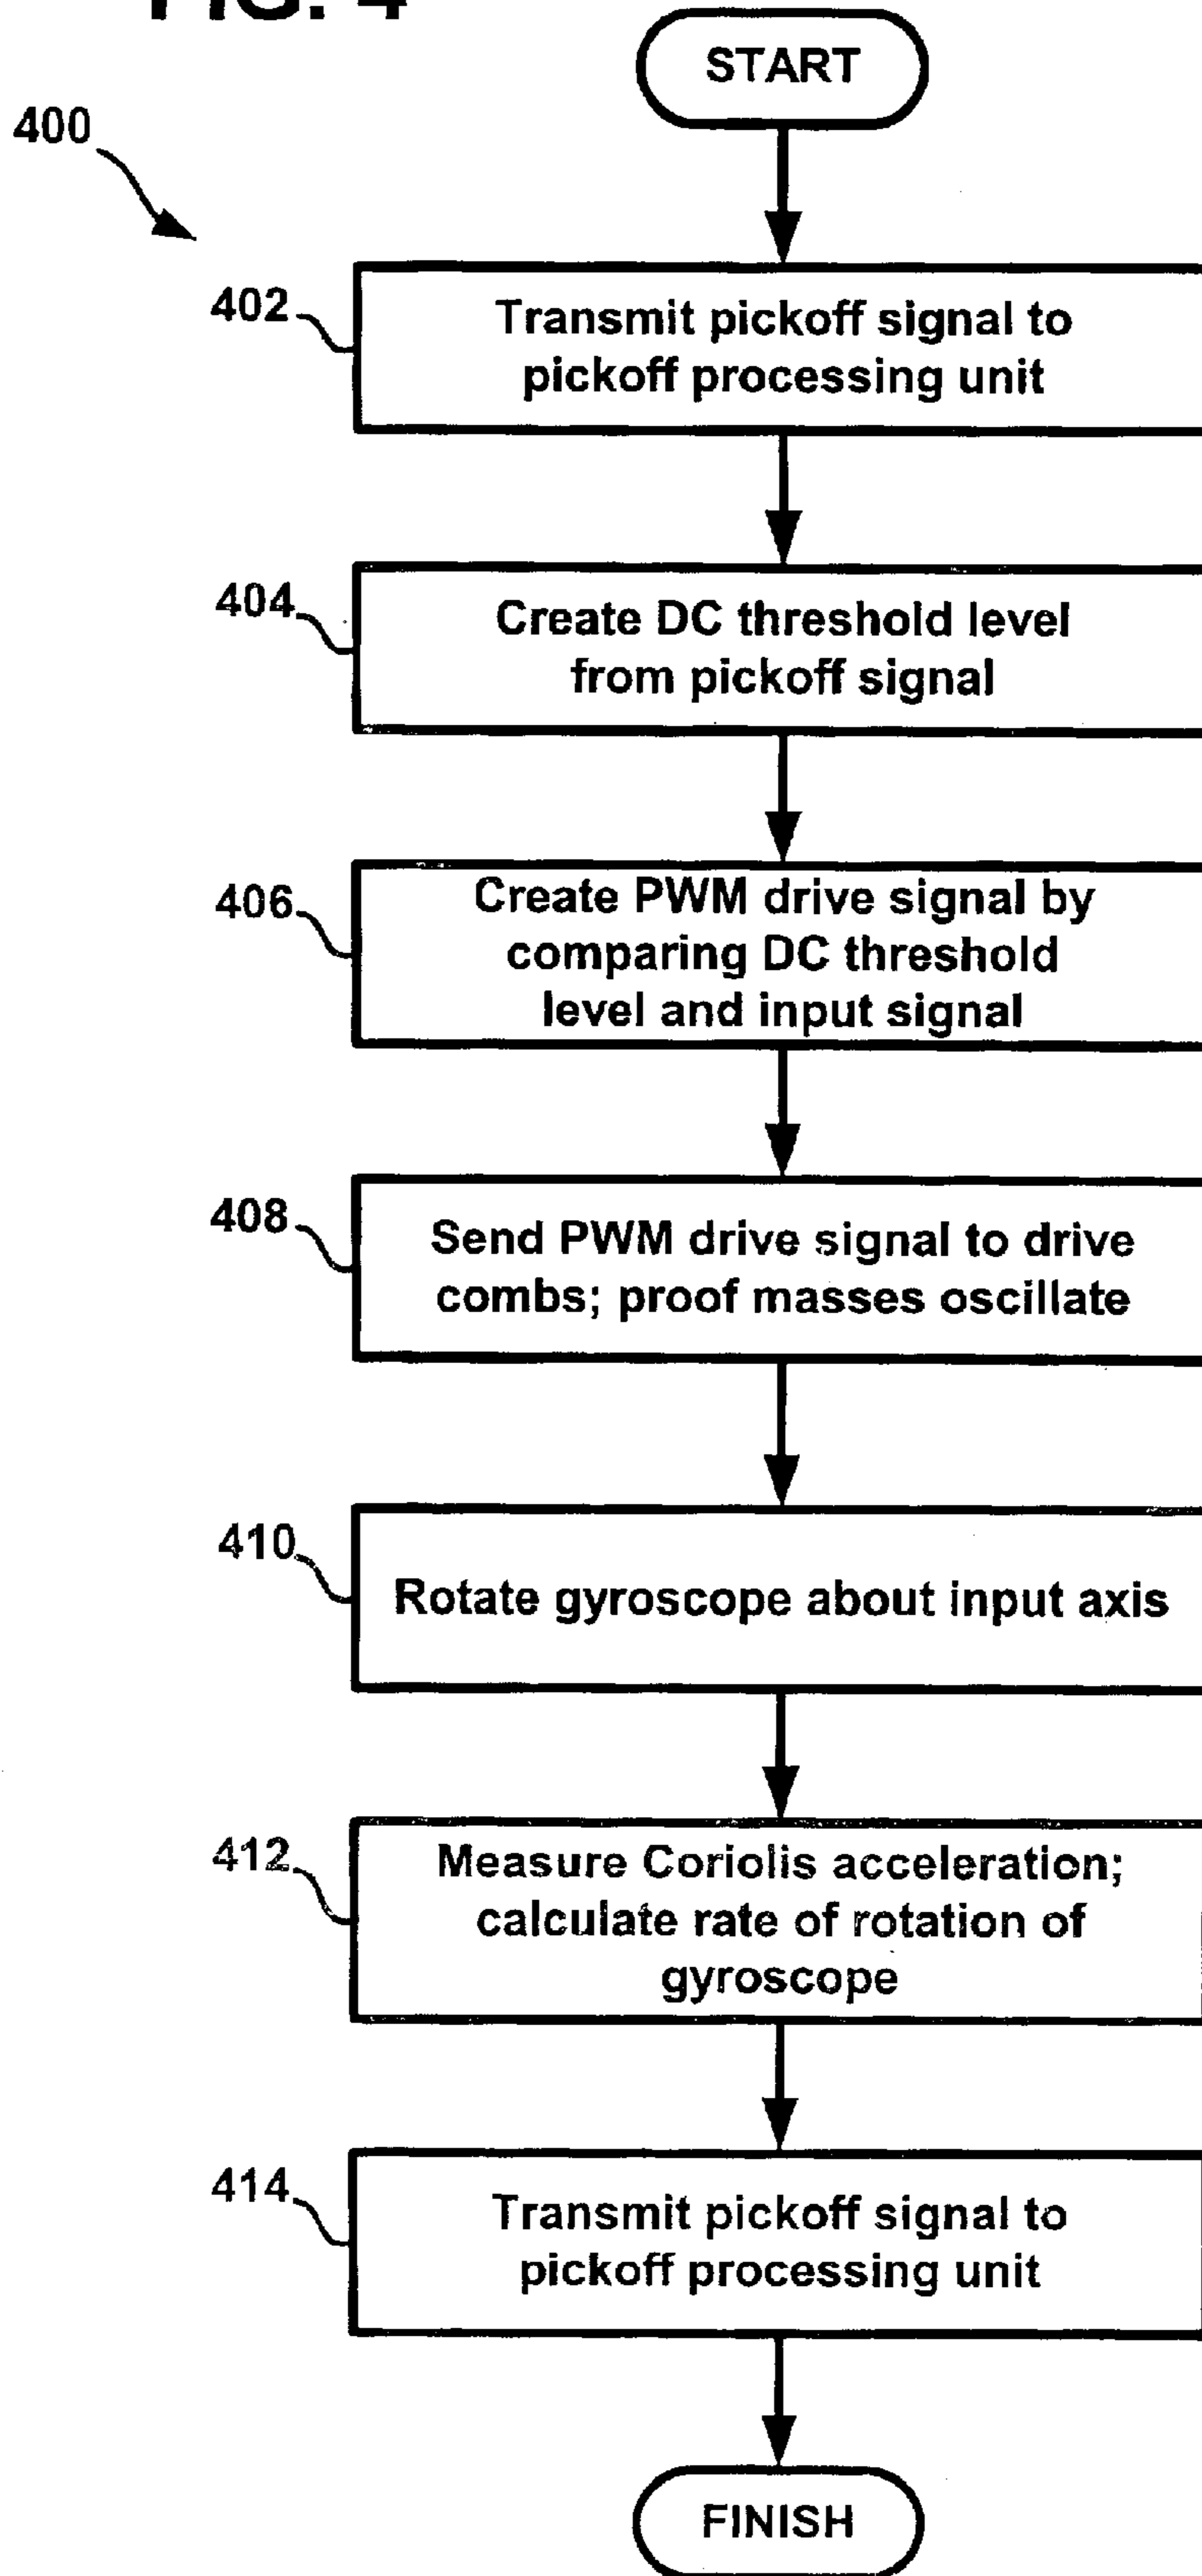 FIG. 4
START
400
402
Transmit pickoff signal to
pickoff processing unit
404
Create DC threshold level
from pickoff signal
406
Create PWM drive signal by
comparing DC threshold
level and input signal
408
Send PWM drive signal to drive
combs; proof masses oscillate
410
Rotate gyroscope about input axis
412
Measure Coriolis acceleration;
calculate rate of rotation of
gyroscope
414
Transmit pickoff signal to
pickoff processing unit
FINISH